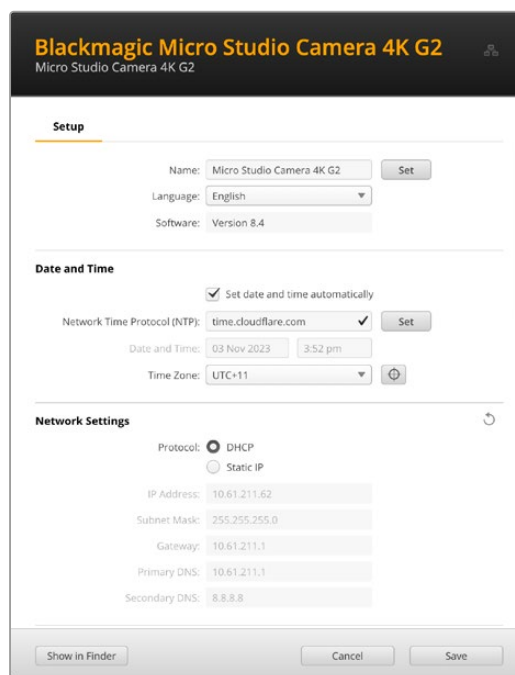 Blackmagic Micro Studio Camera 4K G2
Micro Studio Camera 4K G2
Setup
Name: Micro Studio Camera 4K G2 Set
Language: English
Software: Version 8.4
Date and Time
Set date and time automatically
Network Time Protocol (NTP): time.cloudflare.com Set
Date and Time: 03 Nov 2023 3:52 pm
Time Zone: UTC+11
Network Settings
Protocol: DHCP
Static IP
IP Address: 10.61.211.62
Subnet Mask: 255.255.255.0
Gateway: 10.61.211.1
Primary DNS: 10.61.211.1
Secondary DNS: 8.8.8.8
Show in Finder Cancel Save